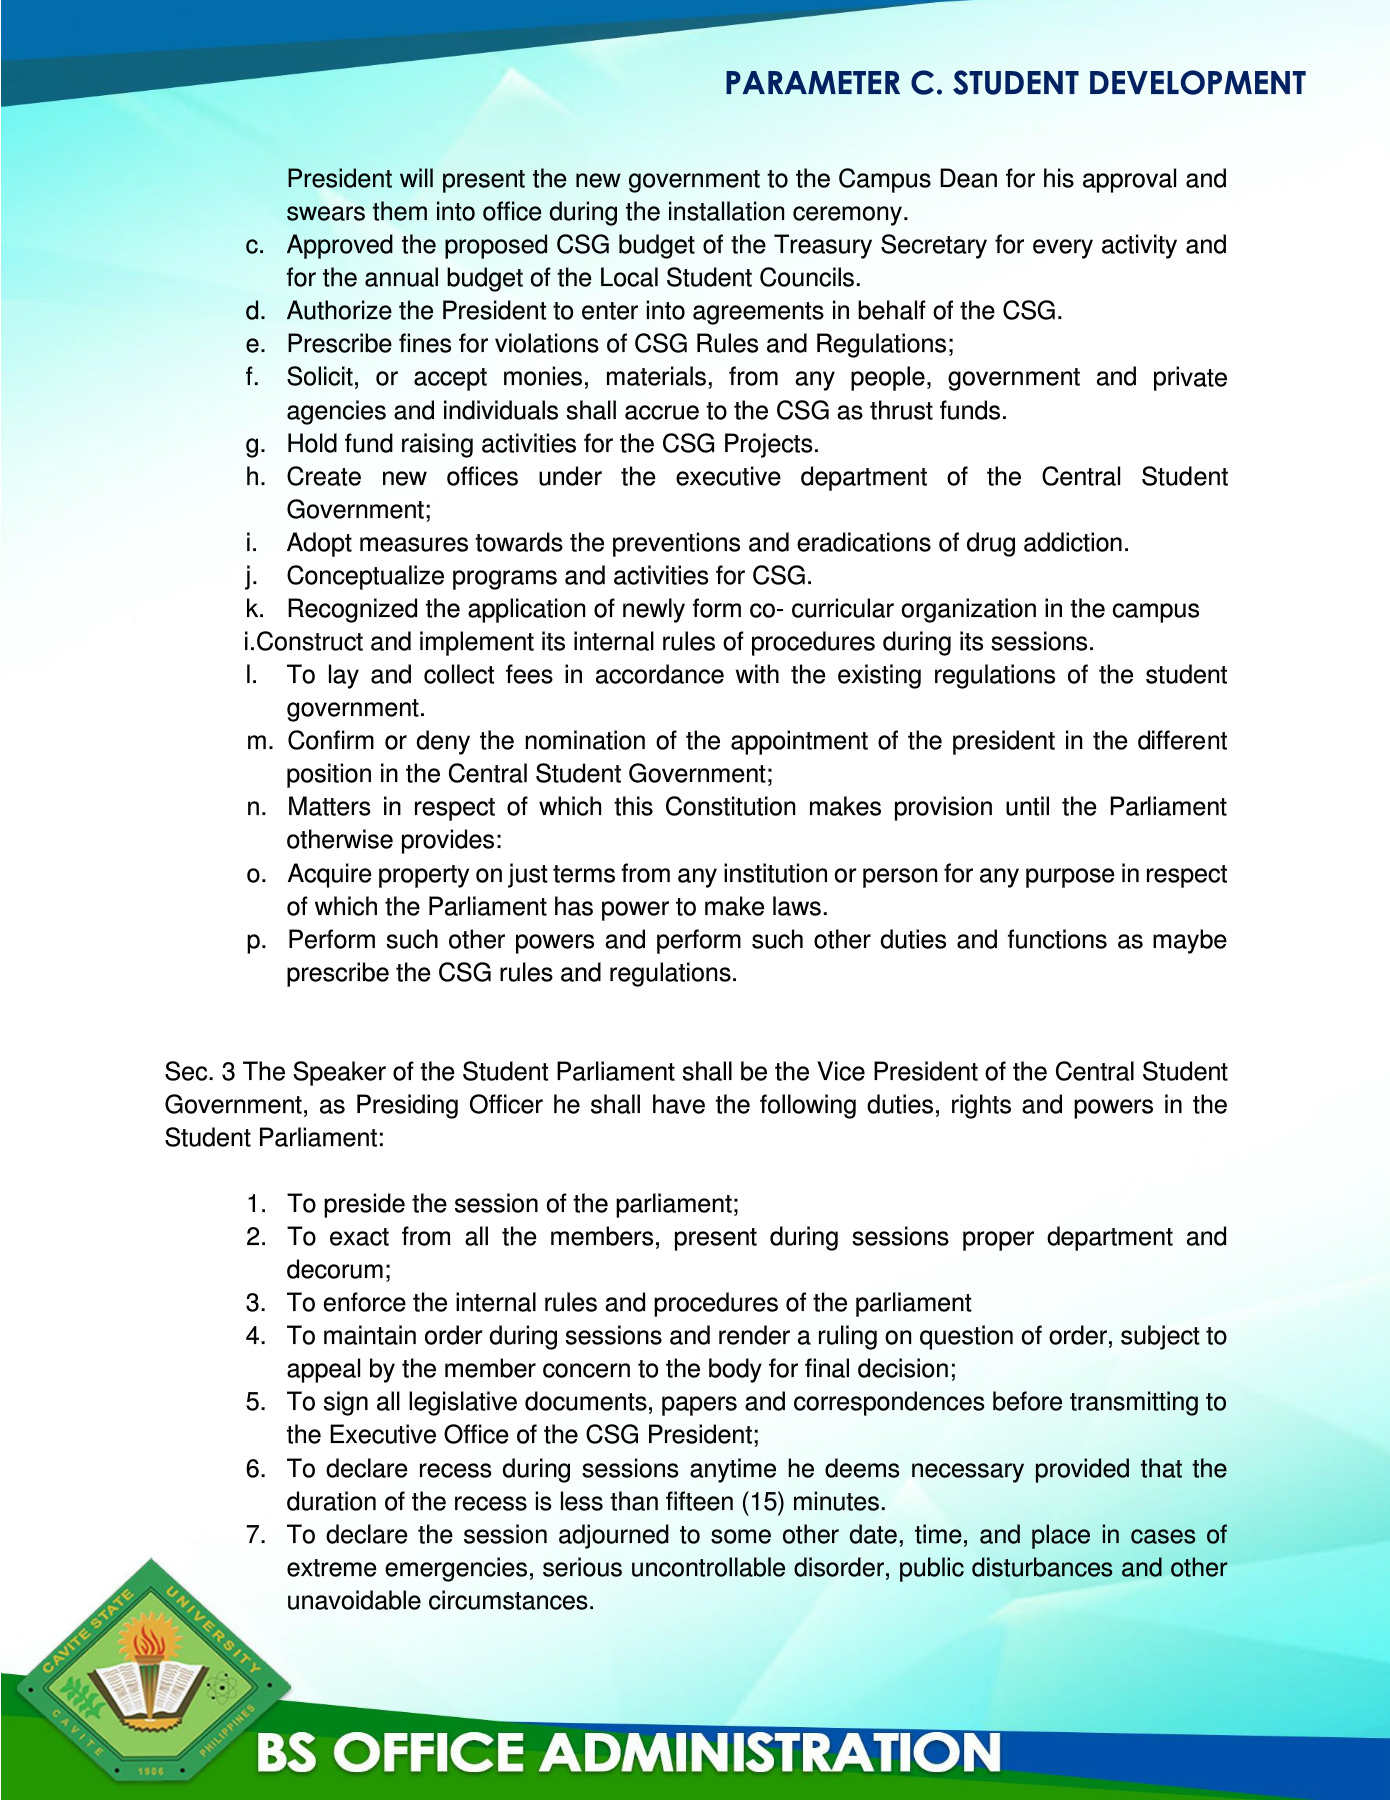 PARAMETER C. STUDENT DEVELOPMENT
President will present the new government to the Campus Dean for his approval and
swears them into office during the installation ceremony.
c. Approved the proposed CSG budget of the Treasury Secretary for every activity and
for the annual budget of the Local Student Councils.
d. Authorize the President to enter into agreements in behalf of the CSG.
e. Prescribe fines for violations of CSG Rules and Regulations;
f. Solicit, or accept monies, materials, from any people, government and private
agencies and individuals shall accrue to the CSG as thrust funds.
g. Hold fund raising activities for the CSG Projects.
h. Create new offices under the executive department of the Central Student
Government;
i. Adopt measures towards the preventions and eradications of drug addiction.
j. Conceptualize programs and activities for CSG.
k. Recognized the application of newly form co- curricular organization in the campus
i.Construct and implement its internal rules of procedures during its sessions.
l. To lay and collect fees in accordance with the existing regulations of the student
government.
m. Confirm or deny the nomination of the appointment of the president in the different
position in the Central Student Government;
n. Matters in respect of which this Constitution makes provision until the Parliament
otherwise provides:
o. Acquire property on just terms from any institution or person for any purpose in respect
of which the Parliament has power to make laws.
p. Perform such other powers and perform such other duties and functions as maybe
prescribe the CSG rules and regulations.
Sec. 3 The Speaker of the Student Parliament shall be the Vice President of the Central Student
Government, as Presiding Officer he shall have the following duties, rights and powers in the
Student Parliament:
1. To preside the session of the parliament;
2. To exact from all the members, present during sessions proper department and
decorum;
3. To enforce the internal rules and procedures of the parliament
4. To maintain order during sessions and render a ruling on question of order, subject to
appeal by the member concern to the body for final decision;
5. To sign all legislative documents, papers and correspondences before transmitting to
the Executive Office of the CSG President;
6. To declare recess during sessions anytime he deems necessary provided that the
duration of the recess is less than fifteen (15) minutes.
7. To declare the session adjourned to some other date, time, and place in cases of
extreme emergencies, serious uncontrollable disorder, public disturbances and other
unavoidable circumstances.
CAVITE STATE UNIVERSITY
CAVITE PHILIPPINES
1906
BS OFFICE ADMINISTRATION